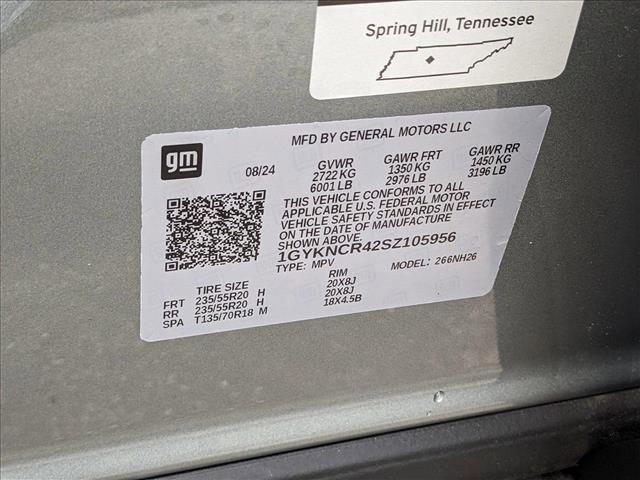 Spring Hill, Tennessee
MFD BY GENERAL MOTORS LLC
gm
08/24
GVWR GAWR FRT GAWR RR
2722 KG 1350 KG 1450 KG
6001 LB 2976 LB 3196 LB
THIS VEHICLE CONFORMS TO ALL
APPLICABLE U.S. FEDERAL MOTOR
VEHICLE SAFETY STANDARDS IN EFFECT
ON THE DATE OF MANUFACTURE
SHOWN ABOVE.
1GYKNCR42SZ105956
TYPE: MPV MODEL: 266NH26
TIRE SIZE RIM
FRT 235/55R20 H 20X8J
RR 235/55R20 H 20X8J
SPA T135/70R18 M 18X4.5B